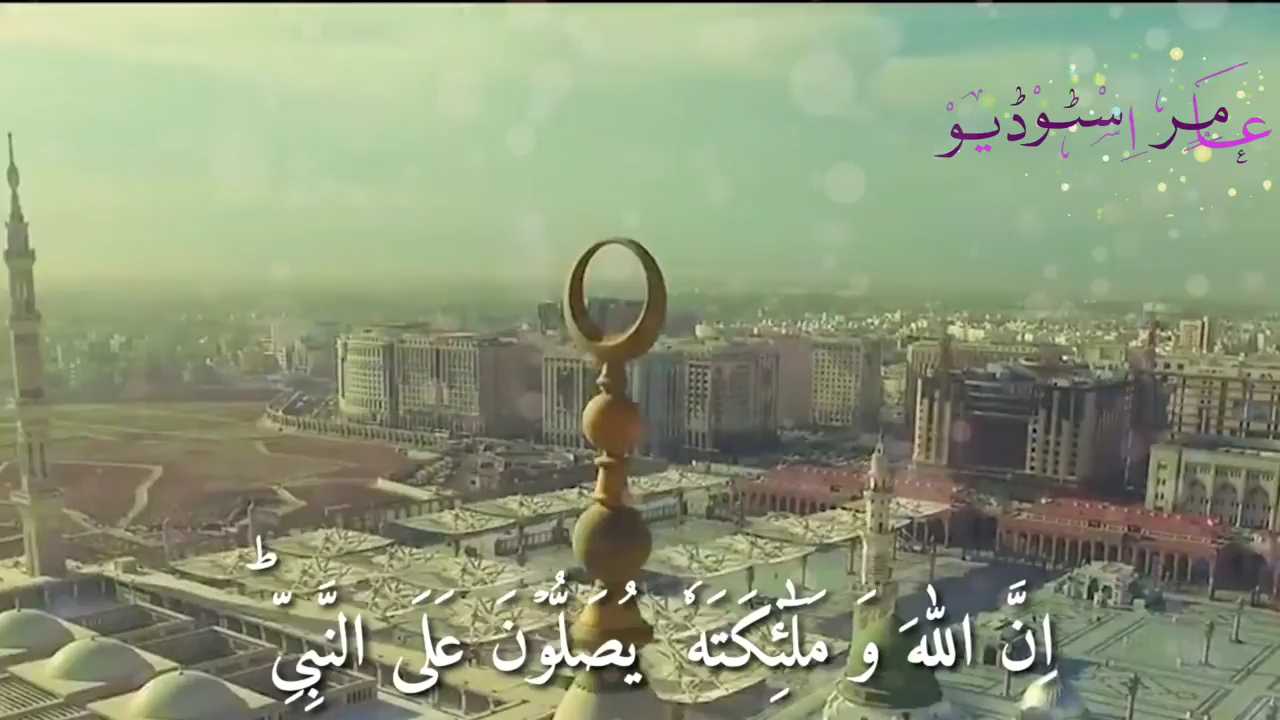 عامر اسٹوڈیو
اِنَّ اللّٰهَ وَ مَلٰٓئِكَتَهٗ یُصَلُّوْنَ عَلَی النَّبِیِّؕ